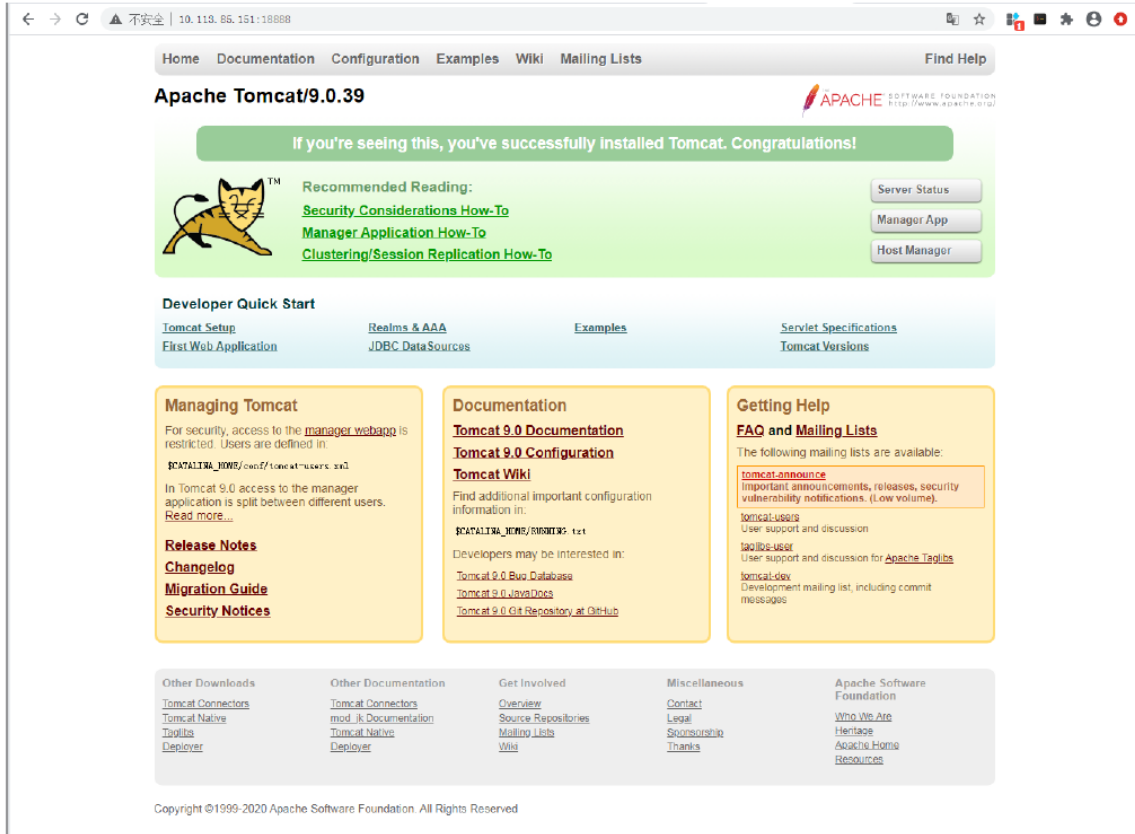 不安全 | 10.113.85.151:18888
1
Home Documentation Configuration Examples Wiki Mailing Lists Find Help
Apache Tomcat/9.0.39
APACHE SOFTWARE FOUNDATION
http://www.apache.org/
If you're seeing this, you've successfully installed Tomcat. Congratulations!
TM
Recommended Reading:
Security Considerations How-To
Manager Application How-To
Clustering/Session Replication How-To
Server Status
Manager App
Host Manager
Developer Quick Start
Tomcat Setup
First Web Application
Realms & AAA
JDBC DataSources
Examples
Servlet Specifications
Tomcat Versions
Managing Tomcat
For security, access to the manager webapp is
restricted. Users are defined in:
$CATALINA_HOME/conf/tomcat-users.xml
In Tomcat 9.0 access to the manager
application is split between different users.
Read more...
Release Notes
Changelog
Migration Guide
Security Notices
Documentation
Tomcat 9.0 Documentation
Tomcat 9.0 Configuration
Tomcat Wiki
Find additional important configuration
information in:
$CATALINA_HOME/RUNNING.txt
Developers may be interested in:
Tomcat 9.0 Bug Database
Tomcat 9.0 JavaDocs
Tomcat 9.0 Git Repository at GitHub
Getting Help
FAQ and Mailing Lists
The following mailing lists are available:
tomcat-announce
Important announcements, releases, security
vulnerability notifications. (Low volume).
tomcat-users
User support and discussion
taglibs-user
User support and discussion for Apache Taglibs
tomcat-dev
Development mailing list, including commit
messages
Other Downloads
Tomcat Connectors
Tomcat Native
Taglibs
Deployer
Other Documentation
Tomcat Connectors
mod_jk Documentation
Tomcat Native
Deployer
Get Involved
Overview
Source Repositories
Mailing Lists
Wiki
Miscellaneous
Contact
Legal
Sponsorship
Thanks
Apache Software
Foundation
Who We Are
Heritage
Apache Home
Resources
Copyright ©1999-2020 Apache Software Foundation. All Rights Reserved